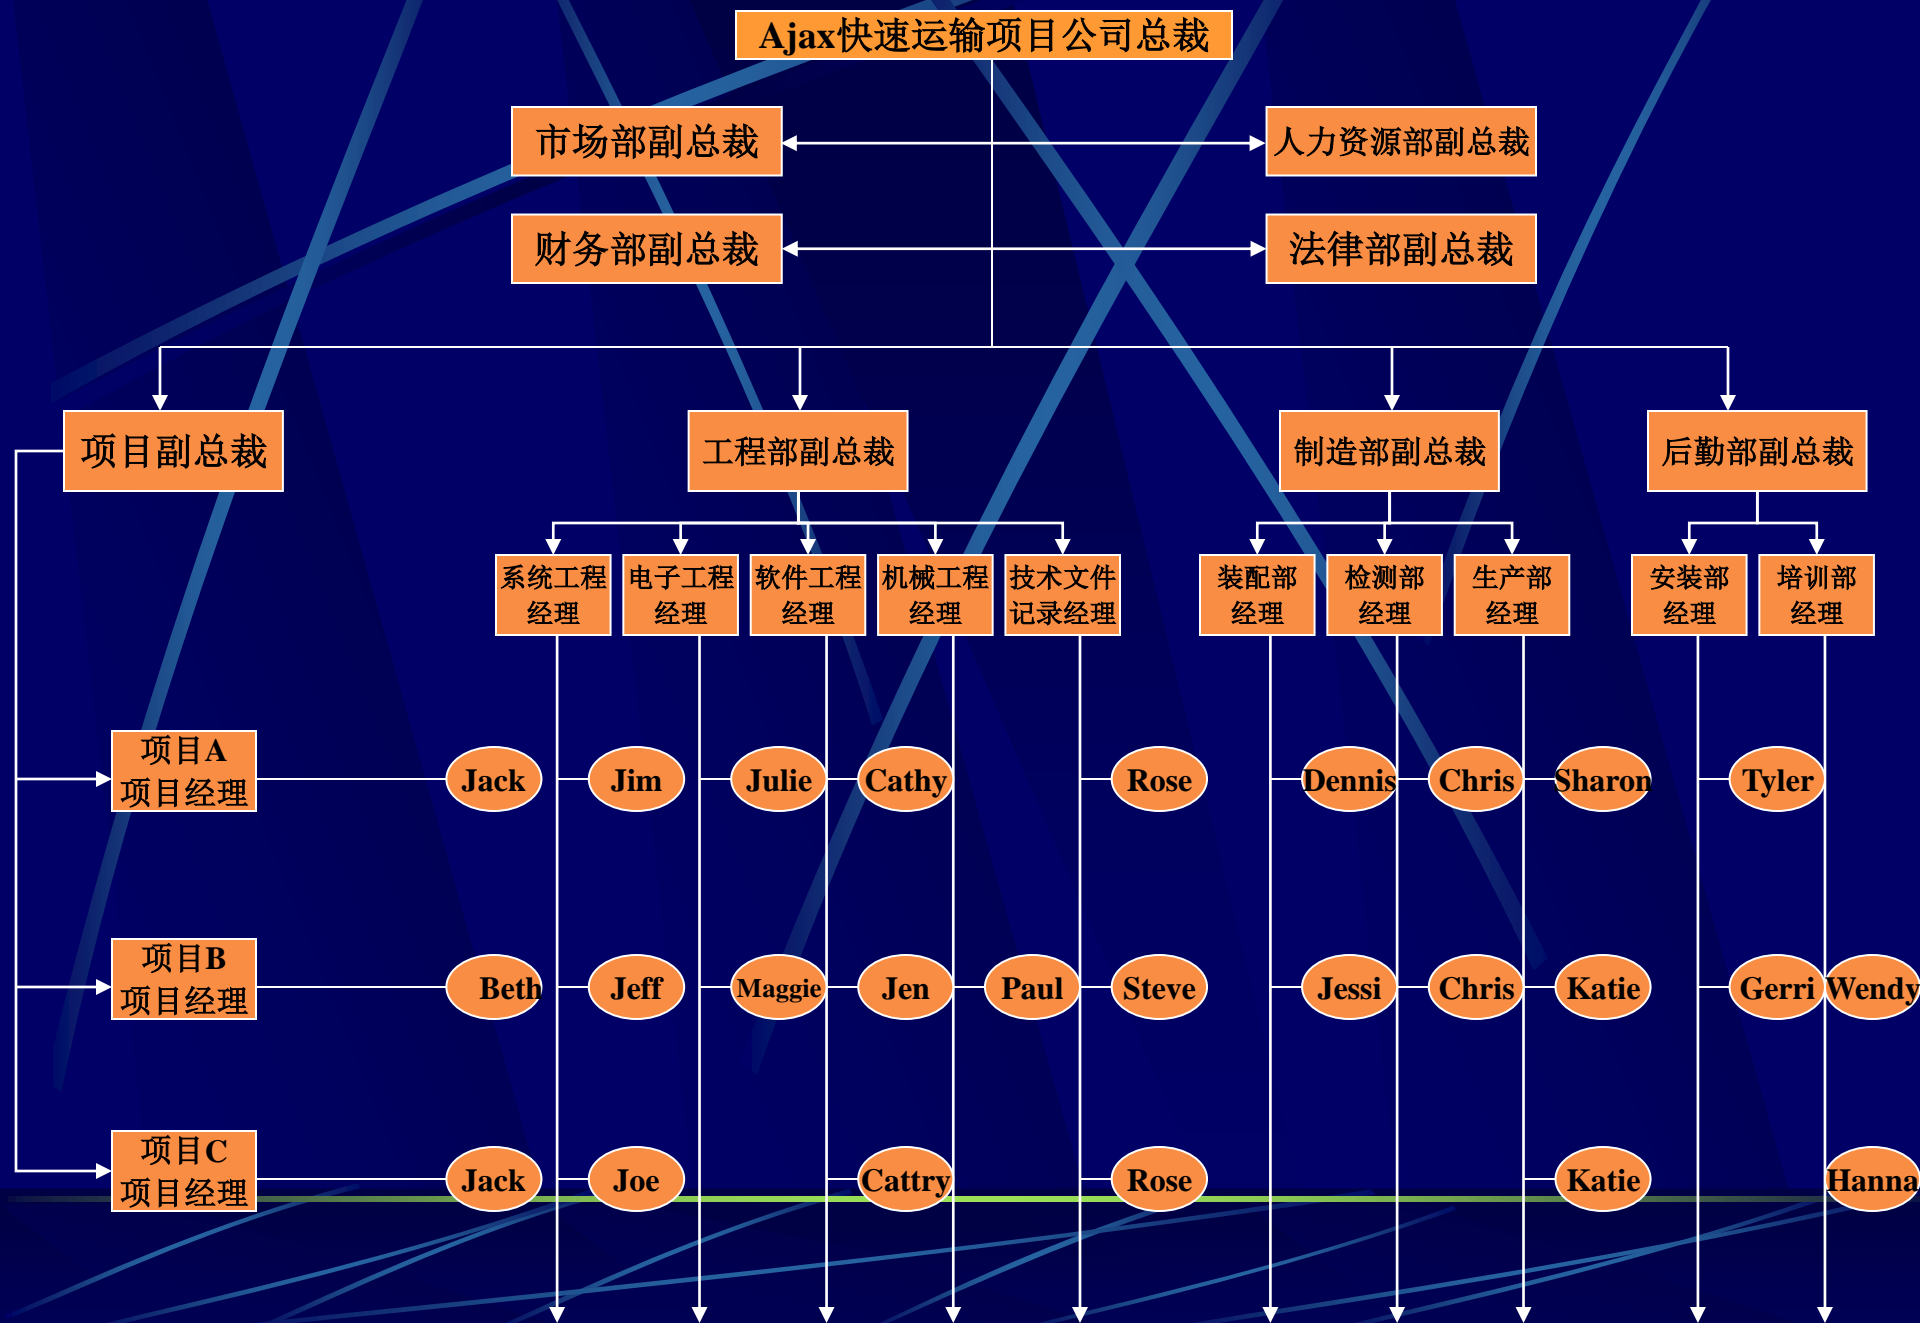 Ajax快速运输项目公司总裁
市场部副总裁
人力资源部副总裁
财务部副总裁
法律部副总裁
项目副总裁
工程部副总裁
制造部副总裁
后勤部副总裁
系统工程
经理
电子工程
经理
软件工程
经理
机械工程
经理
技术文件
记录经理
装配部
经理
检测部
经理
生产部
经理
安装部
经理
培训部
经理
项目A
项目经理
Jack
Jim
Julie
Cathy
Rose
Dennis
Chris
Sharon
Tyler
项目B
项目经理
Beth
Jeff
Maggie
Jen
Paul
Steve
Jessi
Chris
Katie
Gerri
Wendy
项目C
项目经理
Jack
Joe
Cattry
Rose
Katie
Hanna